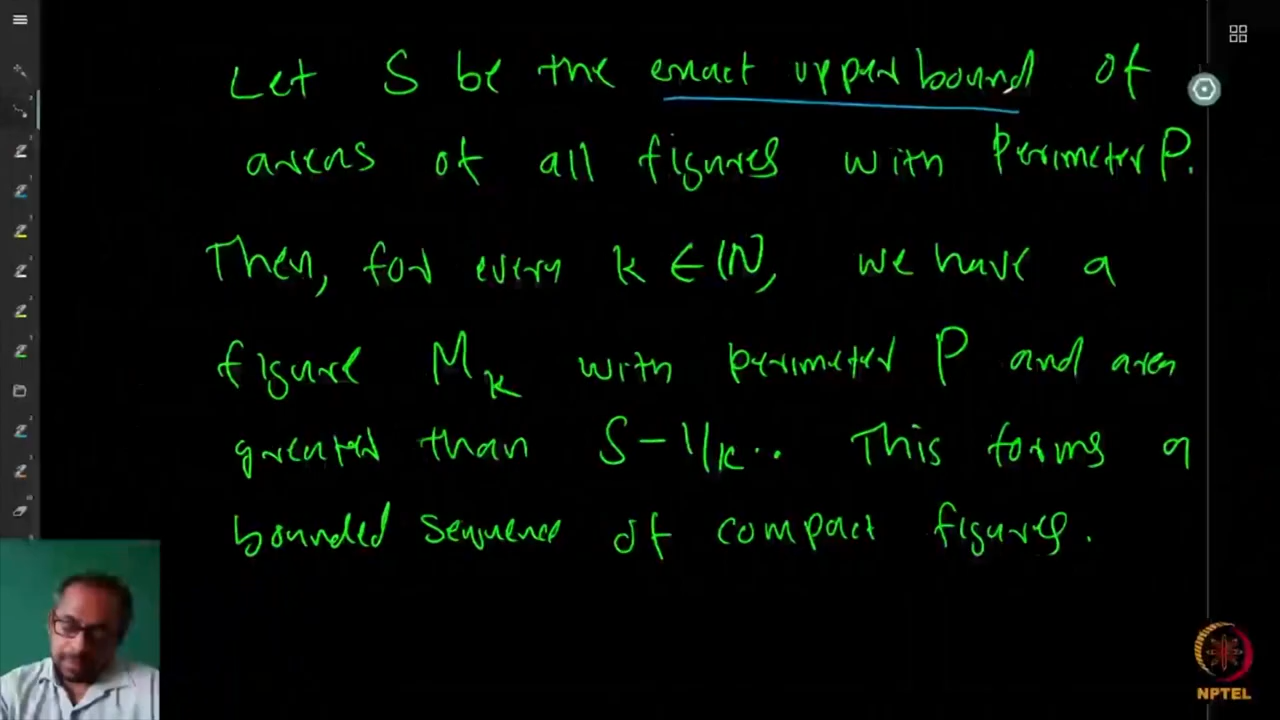 Let S be the exact upper bound of
areas of all figures with Perimeter P.
Then, for every k ∈ ℕ, we have a
figure M_k with perimeter P and area
greater than S - 1/k. This forms a
bounded sequence of compact figures.
NPTEL